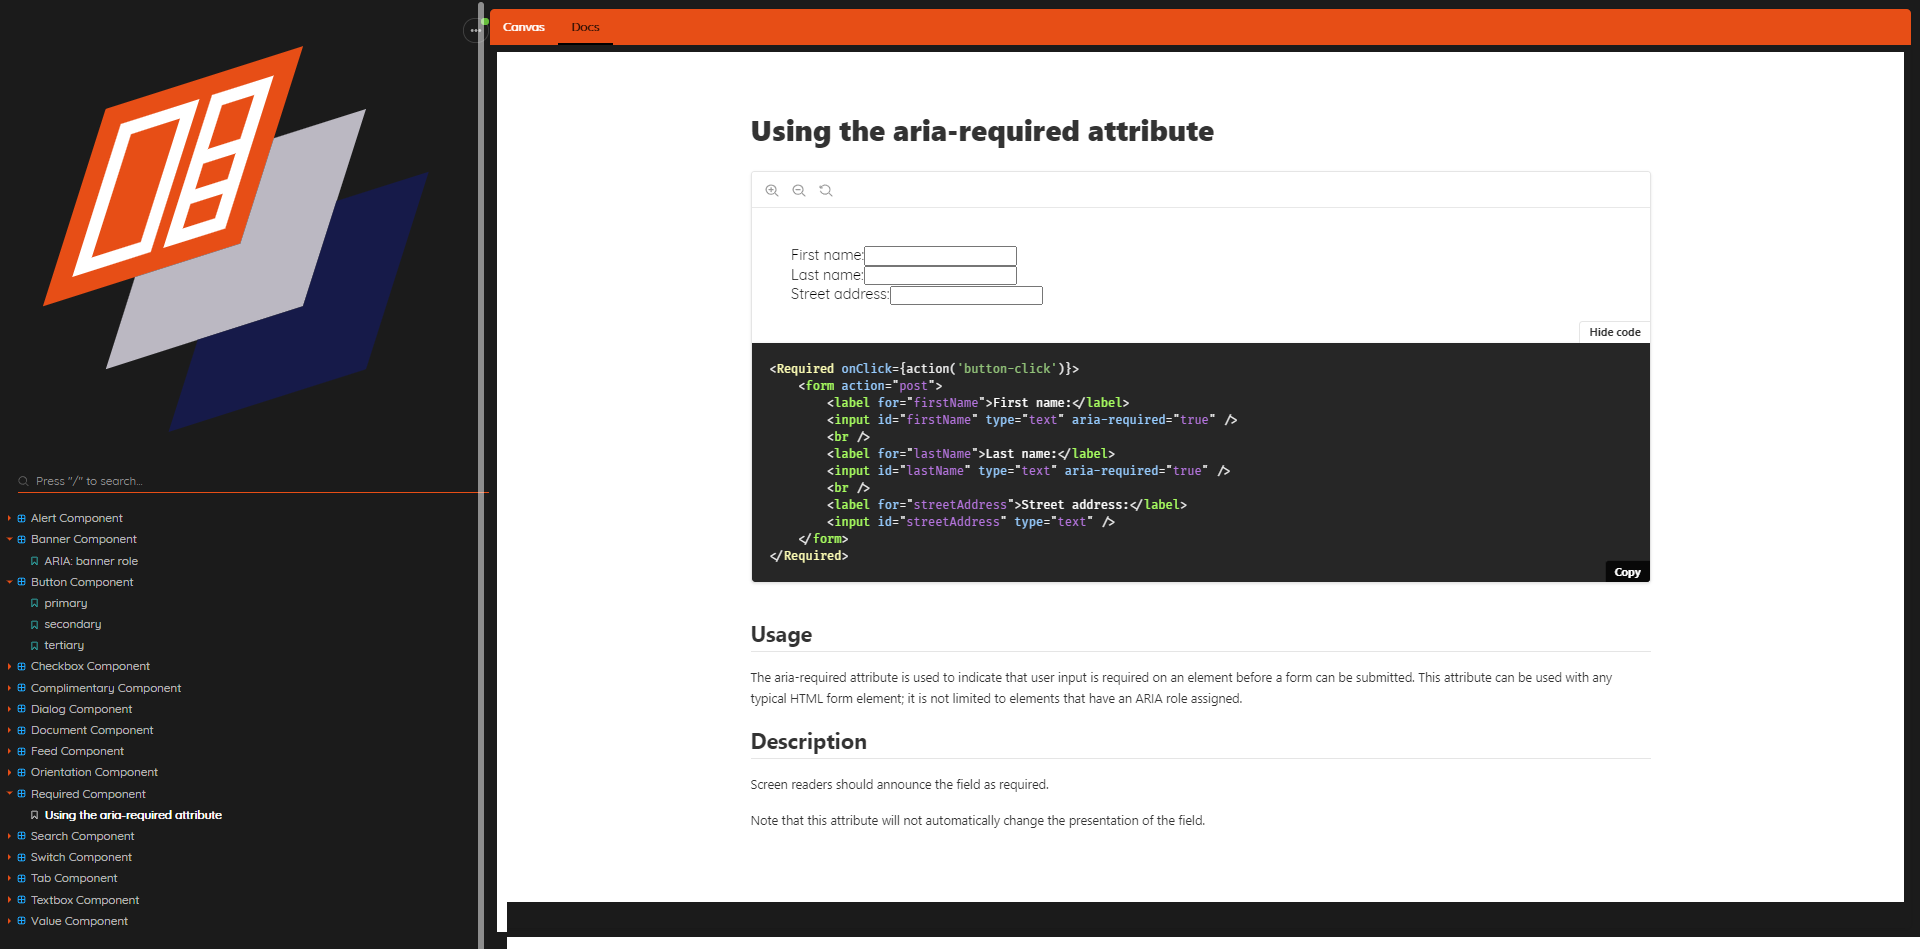 Canvas
Docs
Press "/" to search...
Alert Component
Banner Component
ARIA: banner role
Button Component
primary
secondary
tertiary
Checkbox Component
Complimentary Component
Dialog Component
Document Component
Feed Component
Orientation Component
Required Component
Using the aria-required attribute
Search Component
Switch Component
Tab Component
Textbox Component
Value Component
Using the aria-required attribute
First name:
Last name:
Street address:
Hide code
<Required onClick={action('button-click')}>
<form action="post">
<label for="firstName">First name:</label>
<input id="firstName" type="text" aria-required="true" />
<br />
<label for="lastName">Last name:</label>
<input id="lastName" type="text" aria-required="true" />
<br />
<label for="streetAddress">Street address:</label>
<input id="streetAddress" type="text" />
</form>
</Required>
Copy
Usage
The aria-required attribute is used to indicate that user input is required on an element before a form can be submitted. This attribute can be used with any
typical HTML form element; it is not limited to elements that have an ARIA role assigned.
Description
Screen readers should announce the field as required.
Note that this attribute will not automatically change the presentation of the field.